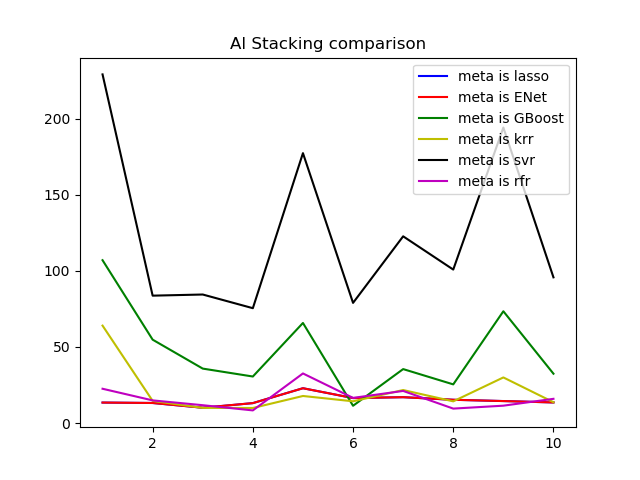 Al Stacking comparison
meta is lasso
meta is ENet
meta is GBoost
meta is krr
meta is svr
meta is rfr
200
150
100
50
0
2
4
6
8
10